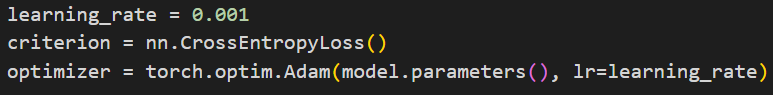 learning_rate = 0.001
criterion = nn.CrossEntropyLoss()
optimizer = torch.optim.Adam(model.parameters(), lr=learning_rate)